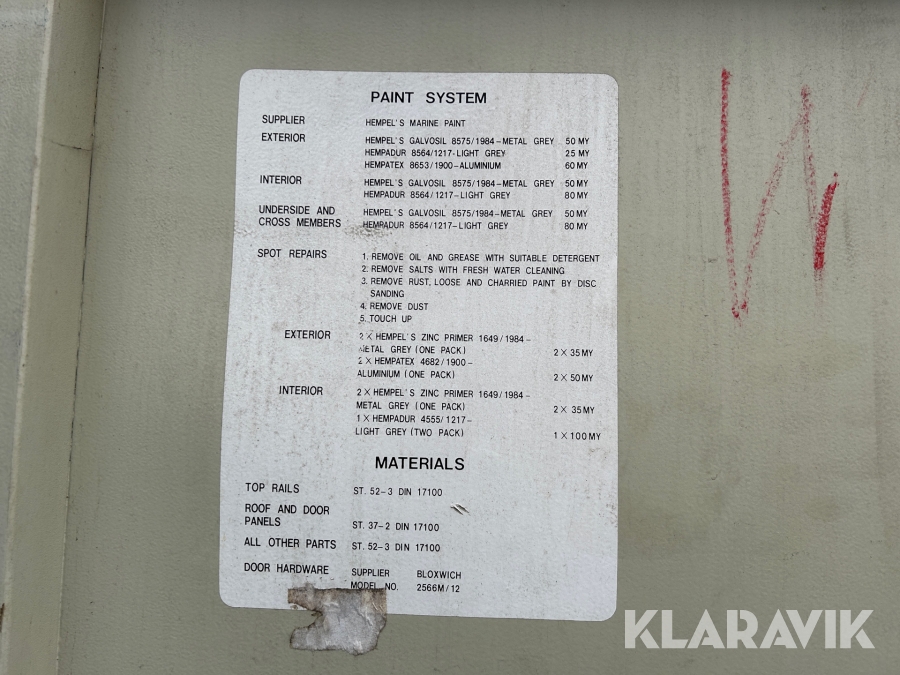 PAINT SYSTEM
SUPPLIER HEMPEL'S MARINE PAINT
EXTERIOR HEMPEL'S GALVOSIL 8575/1984-METAL GREY 50 MY
HEMPADUR 8564/1217-LIGHT GREY 25 MY
HEMPATEX 8653/1900-ALUMINIUM 60 MY
INTERIOR HEMPEL'S GALVOSIL 8575/1984-METAL GREY 50 MY
HEMPADUR 8564/1217-LIGHT GREY 80 MY
UNDERSIDE AND HEMPEL'S GALVOSIL 8575/1984-METAL GREY 50 MY
CROSS MEMBERS HEMPADUR 8564/1217-LIGHT GREY 80 MY
SPOT REPAIRS 1. REMOVE OIL AND GREASE WITH SUITABLE DETERGENT
2. REMOVE SALTS WITH FRESH WATER CLEANING
3. REMOVE RUST, LOOSE AND CHARRIED PAINT BY DISC
SANDING
4. REMOVE DUST
5. TOUCH UP
EXTERIOR 2 X HEMPEL'S ZINC PRIMER 1649/1984-
METAL GREY (ONE PACK) 2 X 35 MY
2 X HEMPATEX 4682/1900-
ALUMINIUM (ONE PACK) 2 X 50 MY
INTERIOR 2 X HEMPEL'S ZINC PRIMER 1649/1984-
METAL GREY (ONE PACK) 2 X 35 MY
1 X HEMPADUR 4555/1217-
LIGHT GREY (TWO PACK) 1 X 100 MY
MATERIALS
TOP RAILS ST. 52-3 DIN 17100
ROOF AND DOOR
PANELS ST. 37-2 DIN 17100
ALL OTHER PARTS ST. 52-3 DIN 17100
DOOR HARDWARE SUPPLIER BLOXWICH
MODEL NO. 2566M/12
KLARAVIK